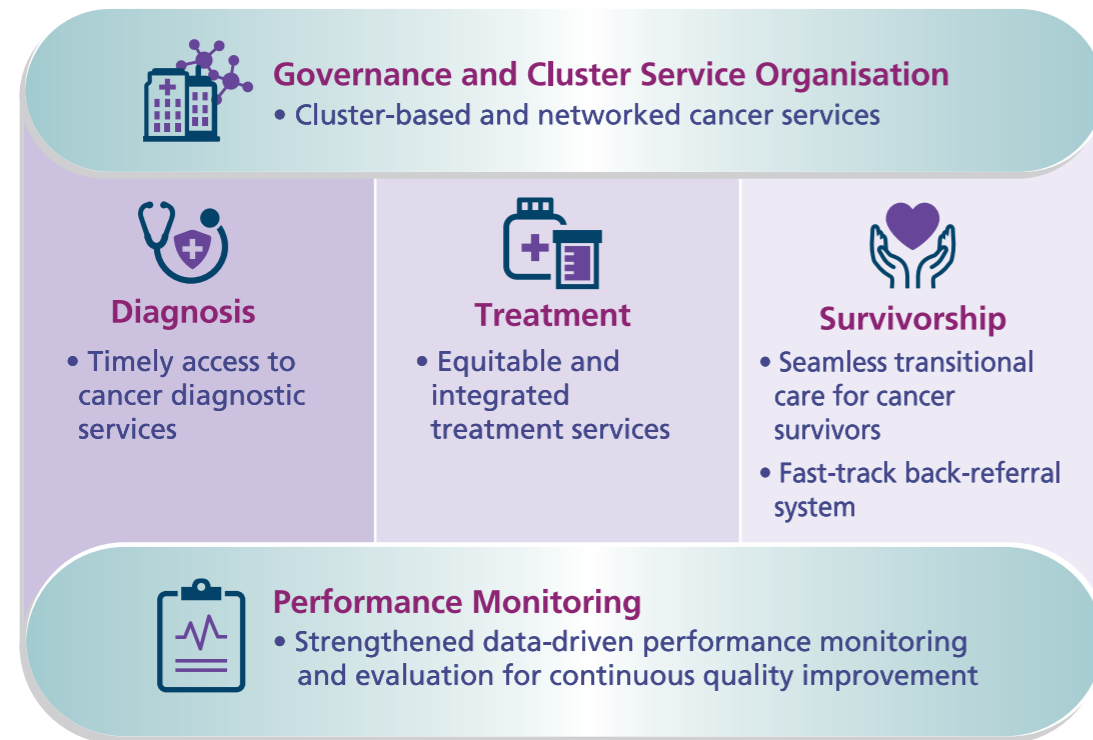 Governance and Cluster Service Organisation
• Cluster-based and networked cancer services
Diagnosis
• Timely access to
cancer diagnostic
services
Treatment
• Equitable and
integrated
treatment services
Survivorship
• Seamless transitional
care for cancer
survivors
• Fast-track back-referral
system
Performance Monitoring
• Strengthened data-driven performance monitoring
and evaluation for continuous quality improvement